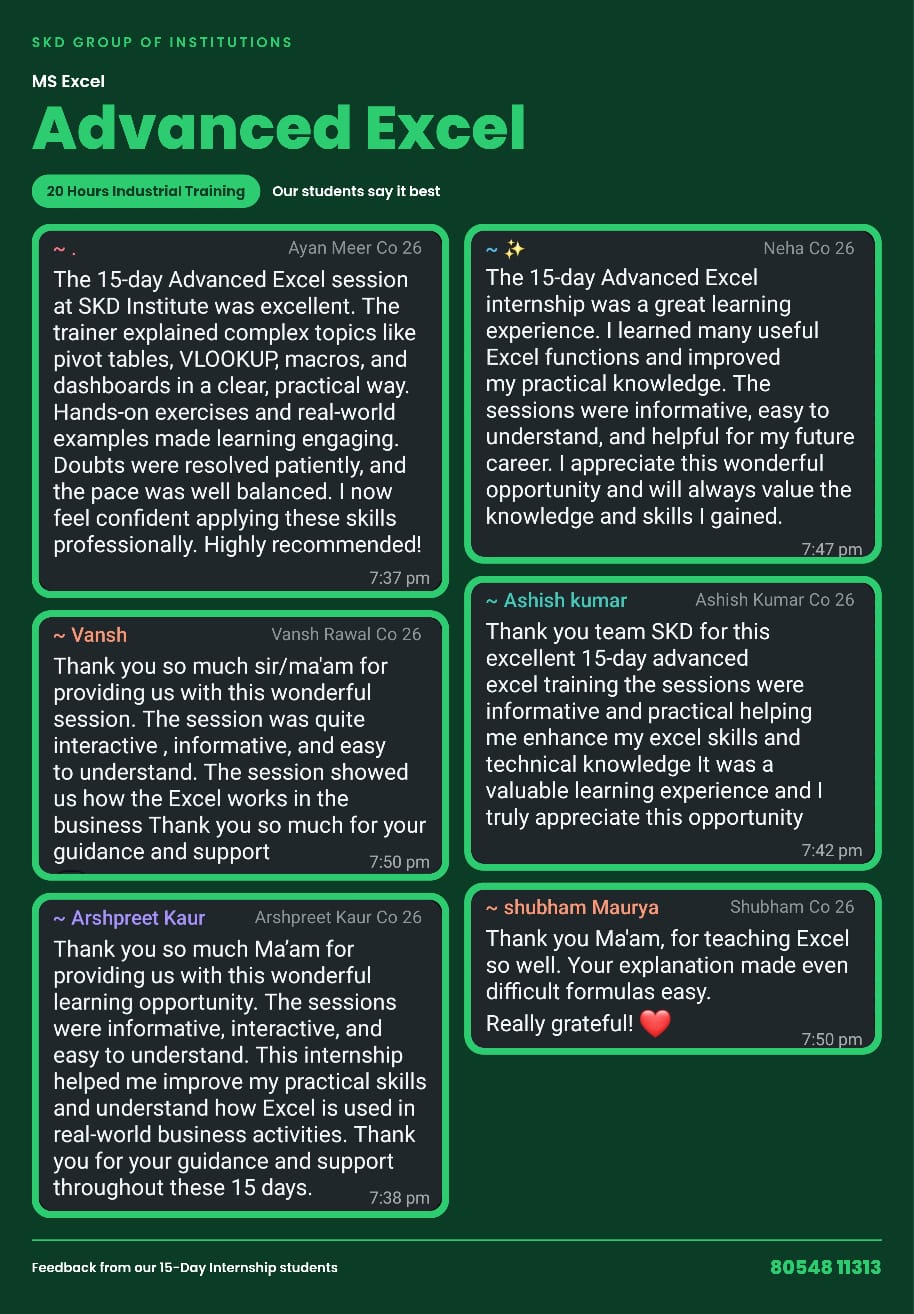 SKD GROUP OF INSTITUTIONS
MS Excel
Advanced Excel
20 Hours Industrial Training Our students say it best
~ . Ayan Meer Co 26
The 15-day Advanced Excel session
at SKD Institute was excellent. The
trainer explained complex topics like
pivot tables, VLOOKUP, macros, and
dashboards in a clear, practical way.
Hands-on exercises and real-world
examples made learning engaging.
Doubts were resolved patiently, and
the pace was well balanced. I now
feel confident applying these skills
professionally. Highly recommended!
7:37 pm
~ Vansh Vansh Rawal Co 26
Thank you so much sir/ma'am for
providing us with this wonderful
session. The session was quite
interactive , informative, and easy
to understand. The session showed
us how the Excel works in the
business Thank you so much for your
guidance and support
7:50 pm
~ Arshpreet Kaur Arshpreet Kaur Co 26
Thank you so much Ma’am for
providing us with this wonderful
learning opportunity. The sessions
were informative, interactive, and
easy to understand. This internship
helped me improve my practical skills
and understand how Excel is used in
real-world business activities. Thank
you for your guidance and support
throughout these 15 days.
7:38 pm
~ ✨ Neha Co 26
The 15-day Advanced Excel
internship was a great learning
experience. I learned many useful
Excel functions and improved
my practical knowledge. The
sessions were informative, easy to
understand, and helpful for my future
career. I appreciate this wonderful
opportunity and will always value the
knowledge and skills I gained.
7:47 pm
~ Ashish kumar Ashish Kumar Co 26
Thank you team SKD for this
excellent 15-day advanced
excel training the sessions were
informative and practical helping
me enhance my excel skills and
technical knowledge It was a
valuable learning experience and I
truly appreciate this opportunity
7:42 pm
~ shubham Maurya Shubham Co 26
Thank you Ma'am, for teaching Excel
so well. Your explanation made even
difficult formulas easy.
Really grateful! ❤️
7:50 pm
Feedback from our 15-Day Internship students
80548 11313